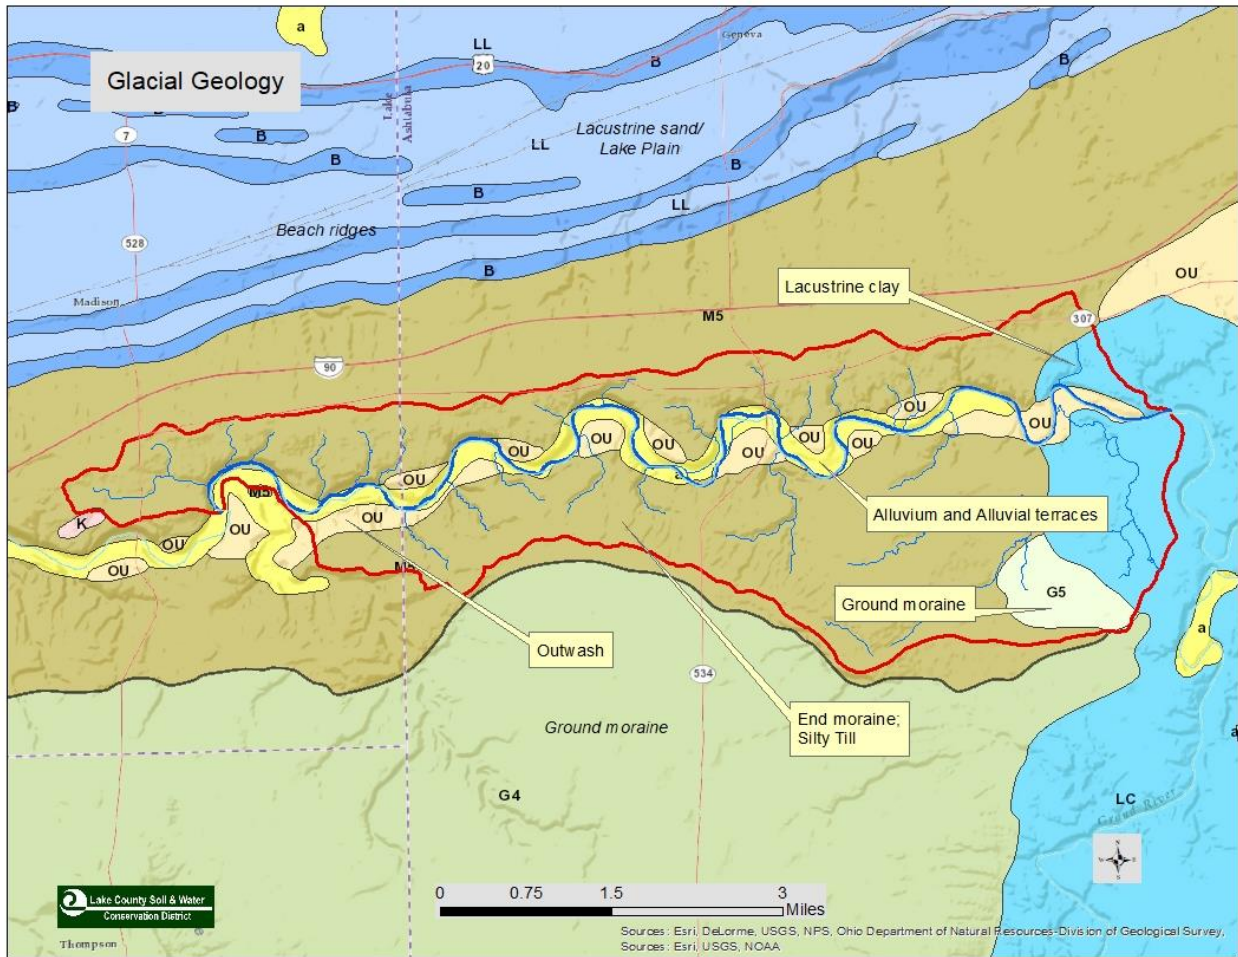 a
LL
Geneva
20
Glacial Geology
B
B
B
B
7
Lake
Ashtabula
Lacustrine sand/
Lake Plain
LL
B
B
B
B
LL
Beach ridges
528
B
OU
Madison
Lacustrine clay
M5
307
90
OU
OU
OU
OU
OU
OU
OU
OU
OU
a
M5
K
OU
Alluvium and Alluvial terraces
OU
OU
OU
M5
G5
Ground moraine
a
Outwash
534
End moraine;
Silty Till
Ground moraine
a
G4
LC
Grand River
N
W
E
S
0 0.75 1.5 3
Miles
Lake County Soil & Water
Conservation District
Sources: Esri, DeLorme, USGS, NPS, Ohio Department of Natural Resources-Division of Geological Survey,
Sources: Esri, USGS, NOAA
Thompson